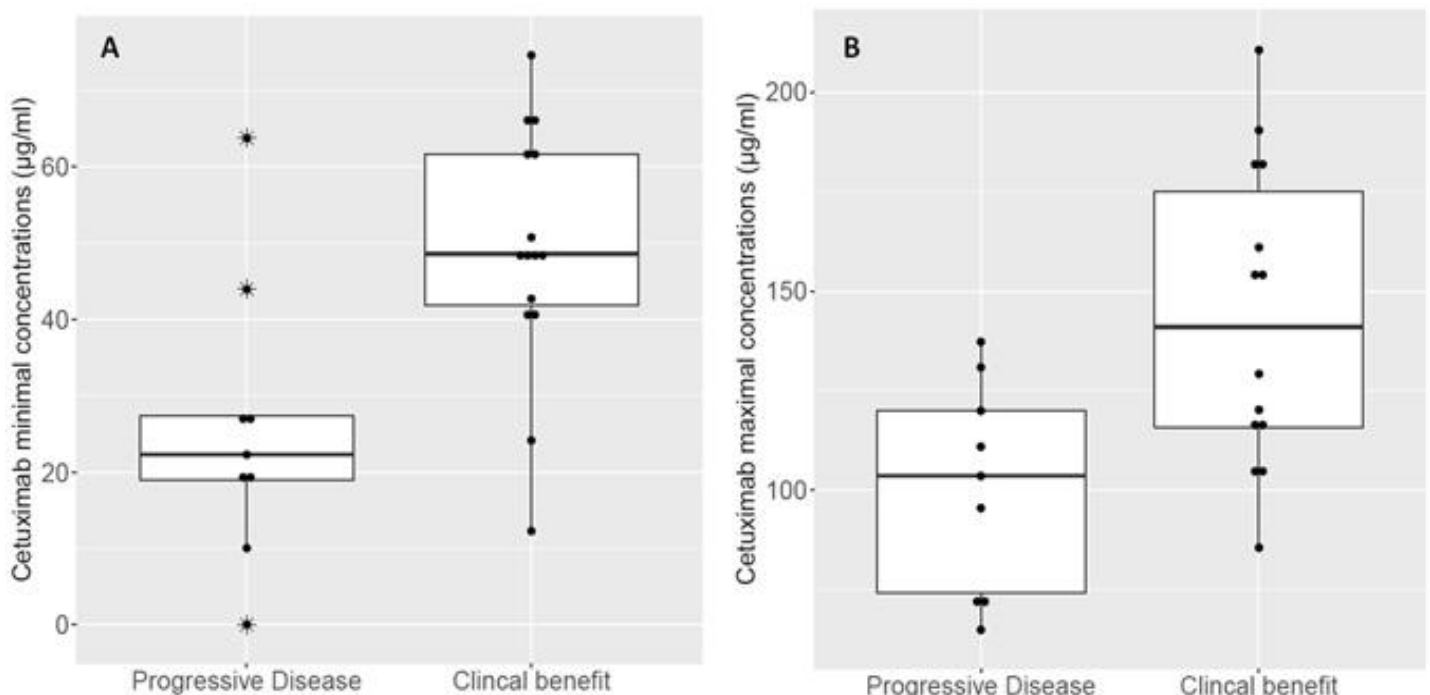 A
Cetuximab minimal concentrations (µg/ml)
60
40
20
0
Progressive Disease
Clincal benefit
B
Cetuximab maximal concentrations (µg/ml)
200
150
100
Progressive Disease
Clincal benefit